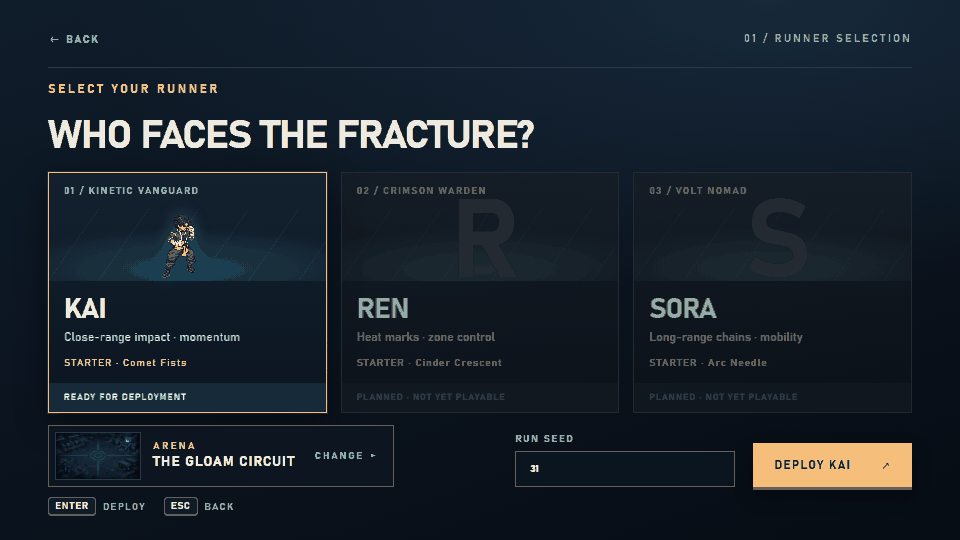 ← BACK
01 / RUNNER SELECTION
SELECT YOUR RUNNER
WHO FACES THE FRACTURE?
01 / KINETIC VANGUARD
KAI
Close-range impact · momentum
STARTER · Comet Fists
READY FOR DEPLOYMENT
02 / CRIMSON WARDEN
R
REN
Heat marks · zone control
STARTER · Cinder Crescent
PLANNED · NOT YET PLAYABLE
03 / VOLT NOMAD
S
SORA
Long-range chains · mobility
STARTER · Arc Needle
PLANNED · NOT YET PLAYABLE
ARENA
THE GLOAM CIRCUIT
CHANGE ►
RUN SEED
31
DEPLOY KAI ↗
ENTER DEPLOY ESC BACK